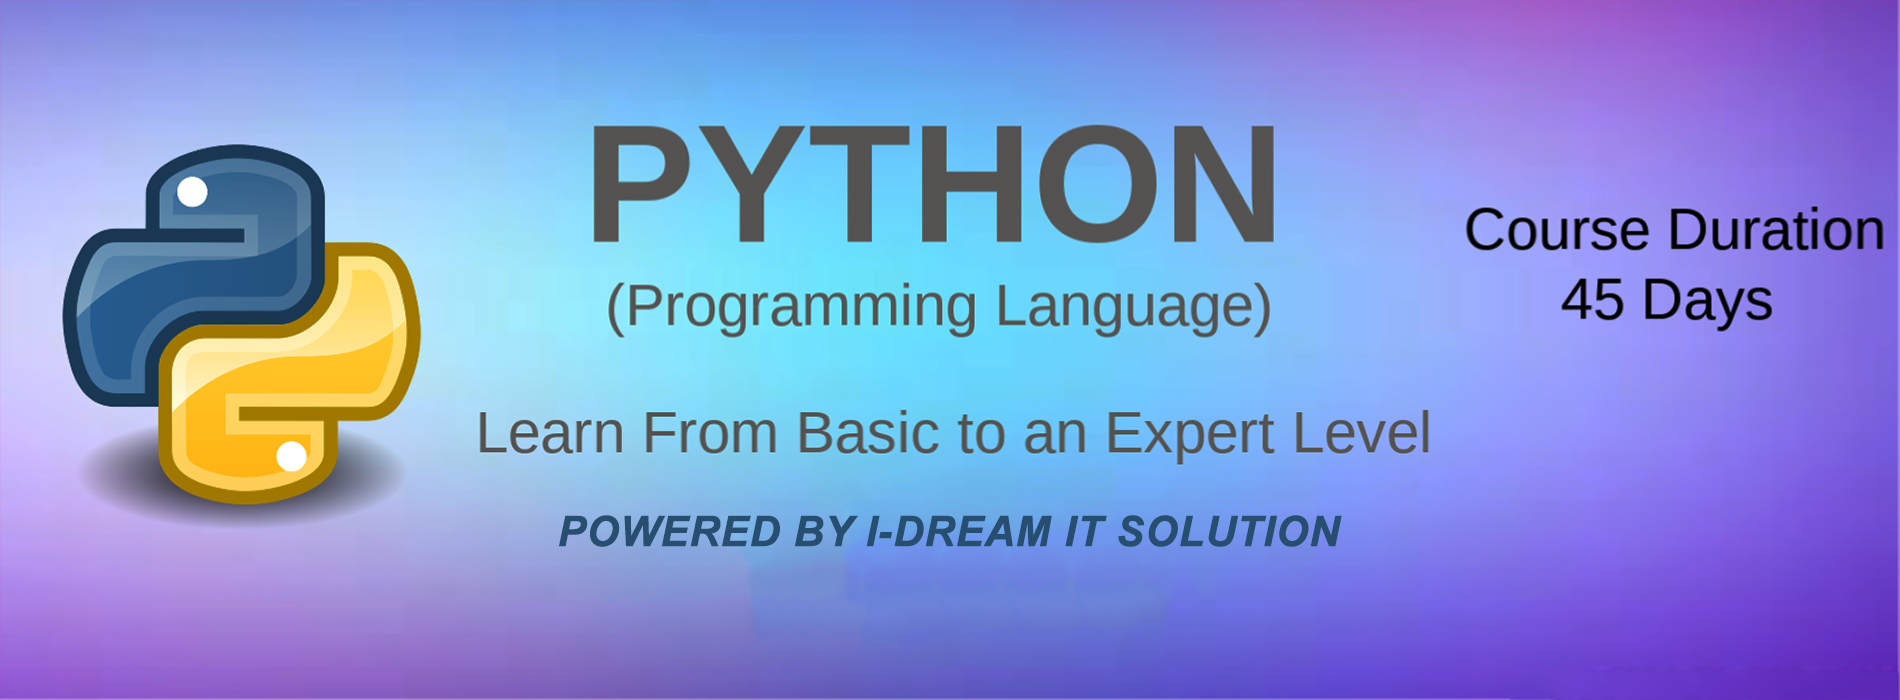 PYTHON
(Programming Language)
Learn From Basic to an Expert Level
POWERED BY I-DREAM IT SOLUTION
Course Duration
45 Days